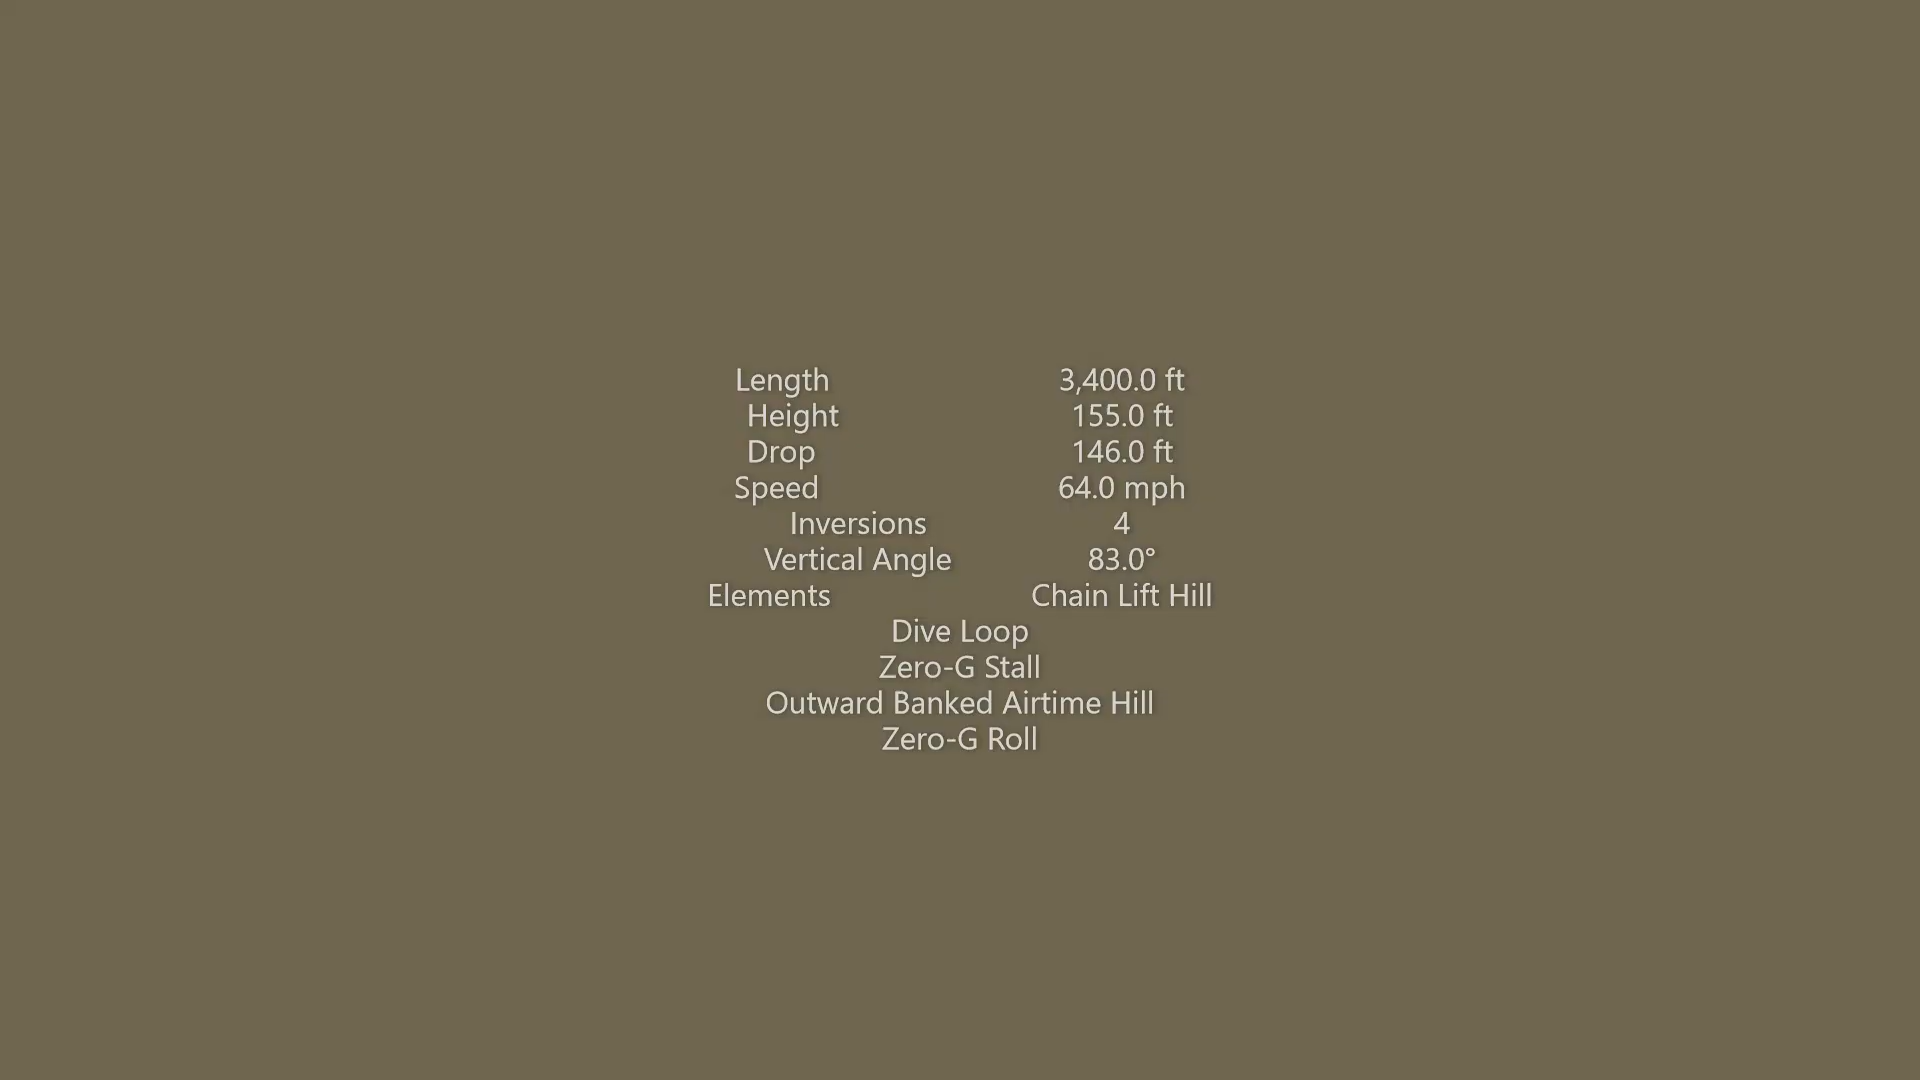 Length 3,400.0 ft
Height 155.0 ft
Drop 146.0 ft
Speed 64.0 mph
Inversions 4
Vertical Angle 83.0°
Elements Chain Lift Hill
Dive Loop
Zero-G Stall
Outward Banked Airtime Hill
Zero-G Roll